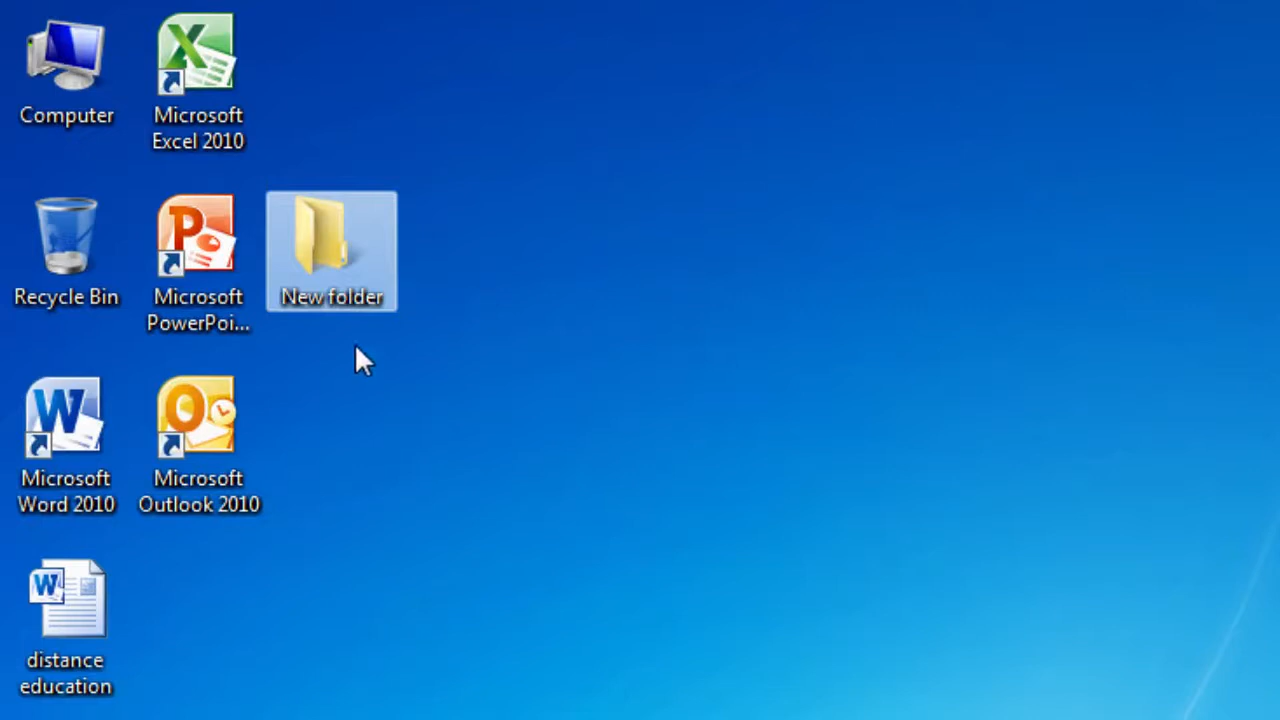 Computer
Microsoft
Excel 2010
Recycle Bin
Microsoft
PowerPoi...
New folder
Microsoft
Word 2010
Microsoft
Outlook 2010
distance
education